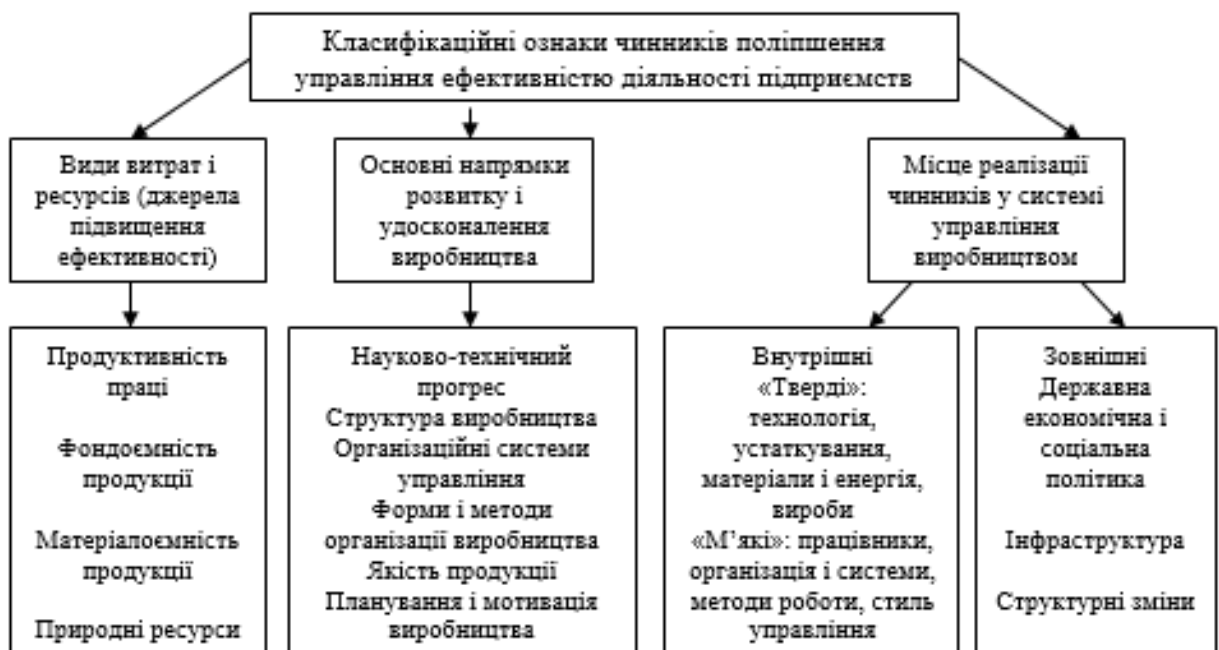 Класифікаційні ознаки чинників поліпшення
управління ефективністю діяльності підприємств
Види витрат і
ресурсів (джерела
підвищення
ефективності)
Основні напрямки
розвитку і
удосконалення
виробництва
Місце реалізації
чинників у системі
управління
виробництвом
Продуктивність
праці
Фондоємність
продукції
Матеріалоємність
продукції
Природні ресурси
Науково-технічний
прогрес
Структура виробництва
Організаційні системи
управління
Форми і методи
організації виробництва
Якість продукції
Планування і мотивація
виробництва
Внутрішні
«Тверді»:
технологія,
устаткування,
матеріали і енергія,
вироби
«М’які»: працівники,
організація і системи,
методи роботи, стиль
управління
Зовнішні
Державна
економічна і
соціальна
політика
Інфраструктура
Структурні зміни